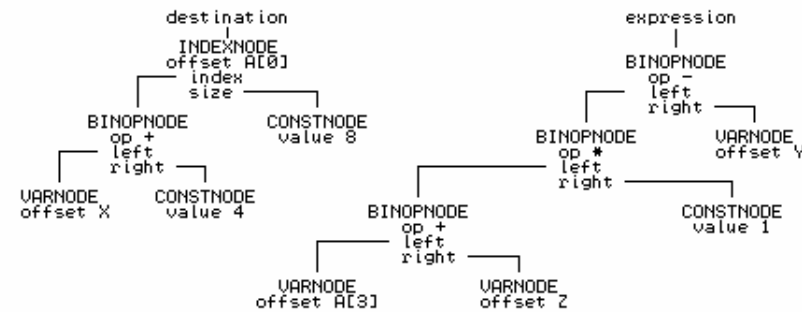 destination
INDEXNODE
offset A[0]
index
size
BINOPNODE
op +
left
right
CONSTNODE
value 8
VARNODE
offset X
CONSTNODE
value 4
expression
BINOPNODE
op -
left
right
BINOPNODE
op *
left
right
VARNODE
offset Y
BINOPNODE
op +
left
right
CONSTNODE
value 1
VARNODE
offset A[3]
VARNODE
offset Z